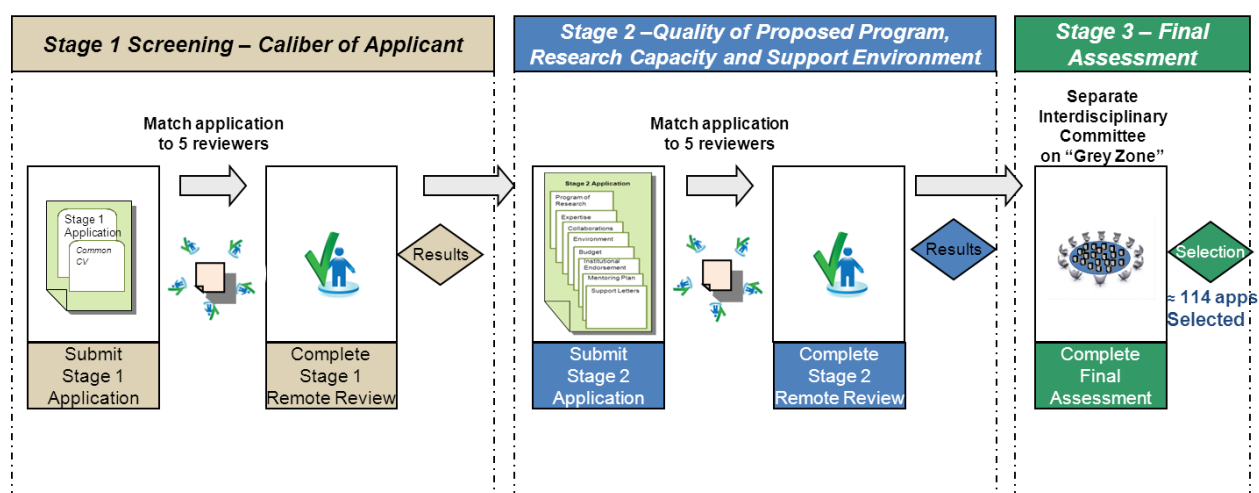 Stage 1 Screening – Caliber of Applicant
Match application
to 5 reviewers
Stage 1
Application
Common
CV
Submit
Stage 1
Application
Complete
Stage 1
Remote Review
Results
Stage 2 –Quality of Proposed Program,
Research Capacity and Support Environment
Match application
to 5 reviewers
Stage 2 Application
Program of
Research
Expertise
Collaborations
Environment
Budget
Institutional
Endorsement
Mentoring Plan
Support Letters
Submit
Stage 2
Application
Complete
Stage 2
Remote Review
Results
Stage 3 – Final
Assessment
Separate
Interdisciplinary
Committee
on “Grey Zone”
Complete
Final
Assessment
Selection
≈ 114 apps
Selected